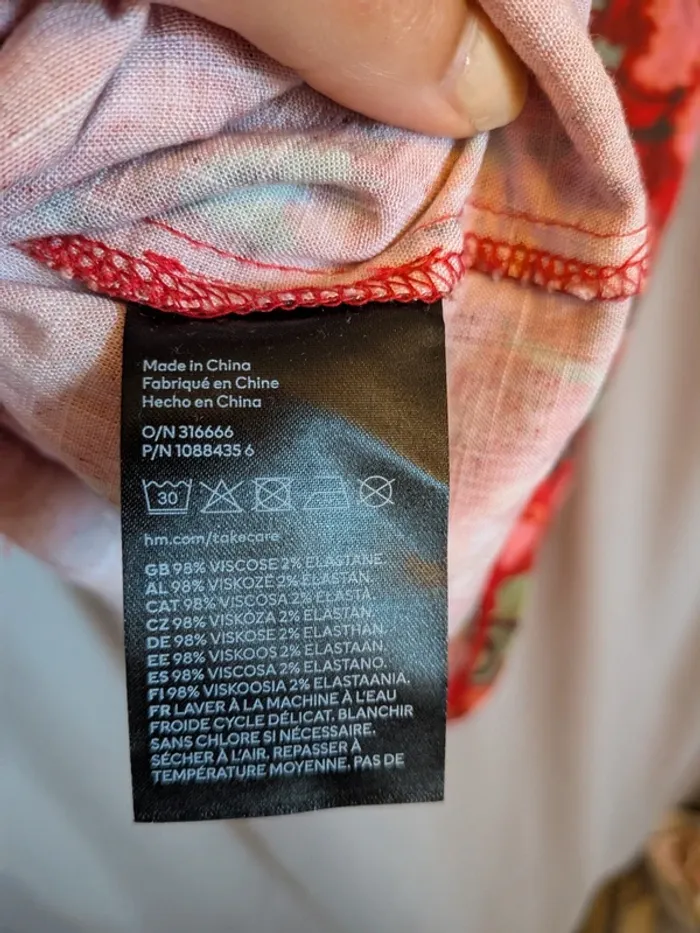 Made in China
Fabriqué en Chine
Hecho en China
O/N 316666
P/N 1088435 6
30
hm.com/takecare
GB 98% VISCOSE 2% ELASTANE.
AL 98% VISKOZË 2% ELASTAN.
CAT 98% VISCOSA 2% ELASTÀ.
CZ 98% VISKÓZA 2% ELASTAN.
DE 98% VISKOSE 2% ELASTHAN.
EE 98% VISKOOS 2% ELASTAAN.
ES 98% VISCOSA 2% ELASTANO.
FI 98% VISKOOSIA 2% ELASTAANIA.
FR LAVER À LA MACHINE À L'EAU
FROIDE CYCLE DÉLICAT. BLANCHIR
SANS CHLORE SI NÉCESSAIRE.
SÉCHER À L'AIR. REPASSER À
TEMPÉRATURE MOYENNE. PAS DE